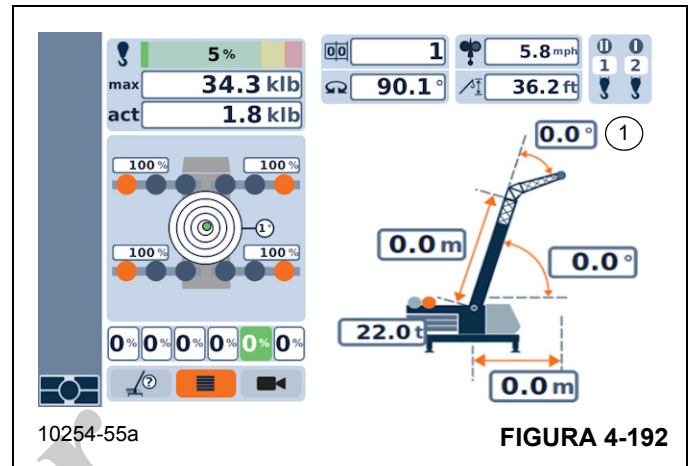 5 %
max 34.3 klb
act 1.8 klb
00 1
5.8 mph
90.1°
36.2 ft
1 2
100 % 100 %
1°
100 % 100 %
0% 0% 0% 0% 0% 0%
?
0.0° 1
0.0 m
0.0°
22.0 t
0.0 m
10254-55a
FIGURA 4-192